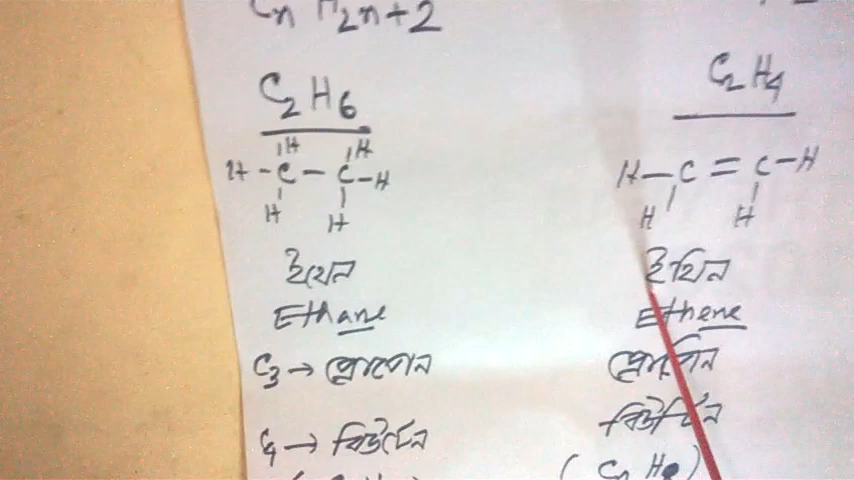 CnH2n+2
C2H6
H H
H-C-C-H
H H
ইথেন
Ethane
C3 → প্রোপেন
C4 → বিউটেন
C2H4
H-C=C-H
H H
ইথিন
Ethene
প্রোপিন
বিউটিন